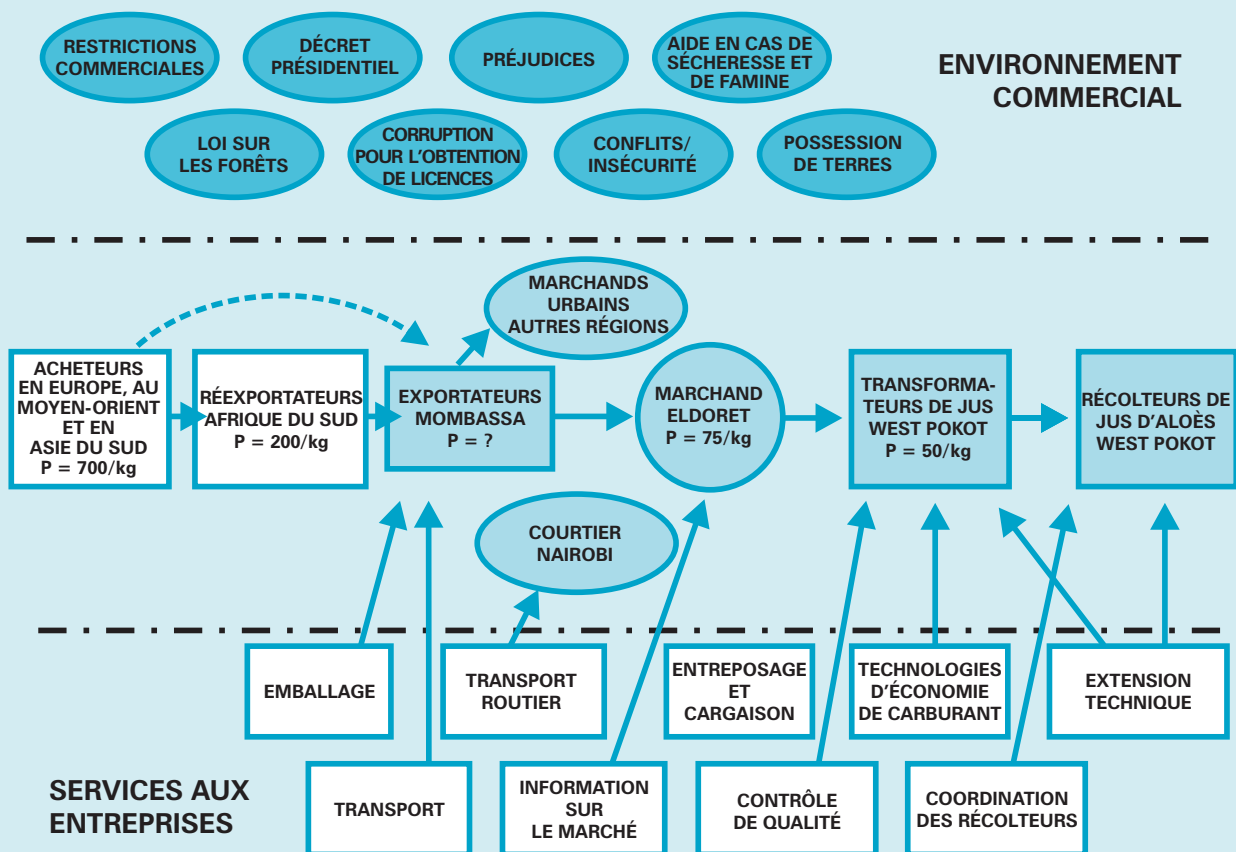 RESTRICTIONS
COMMERCIALES
DÉCRET
PRÉSIDENTIEL
PRÉJUDICES
AIDE EN CAS DE
SÉCHERESSE ET
DE FAMINE
ENVIRONNEMENT
COMMERCIAL
LOI SUR
LES FORÊTS
CORRUPTION
POUR L'OBTENTION
DE LICENCES
CONFLITS/
INSÉCURITÉ
POSSESSION
DE TERRES
MARCHANDS
URBAINS
AUTRES RÉGIONS
ACHETEURS
EN EUROPE, AU
MOYEN-ORIENT
ET EN
ASIE DU SUD
P = 700/kg
RÉEXPORTATEURS
AFRIQUE DU SUD
P = 200/kg
EXPORTATEURS
MOMBASSA
P = ?
MARCHAND
ELDORET
P = 75/kg
TRANSFORMA-
TEURS DE JUS
WEST POKOT
P = 50/kg
RÉCOLTEURS DE
JUS D'ALOÈS
WEST POKOT
COURTIER
NAIROBI
EMBALLAGE
TRANSPORT
ROUTIER
ENTREPOSAGE
ET
CARGAISON
TECHNOLOGIES
D'ÉCONOMIE
DE CARBURANT
EXTENSION
TECHNIQUE
SERVICES AUX
ENTREPRISES
TRANSPORT
INFORMATION
SUR
LE MARCHÉ
CONTRÔLE
DE QUALITÉ
COORDINATION
DES RÉCOLTEURS